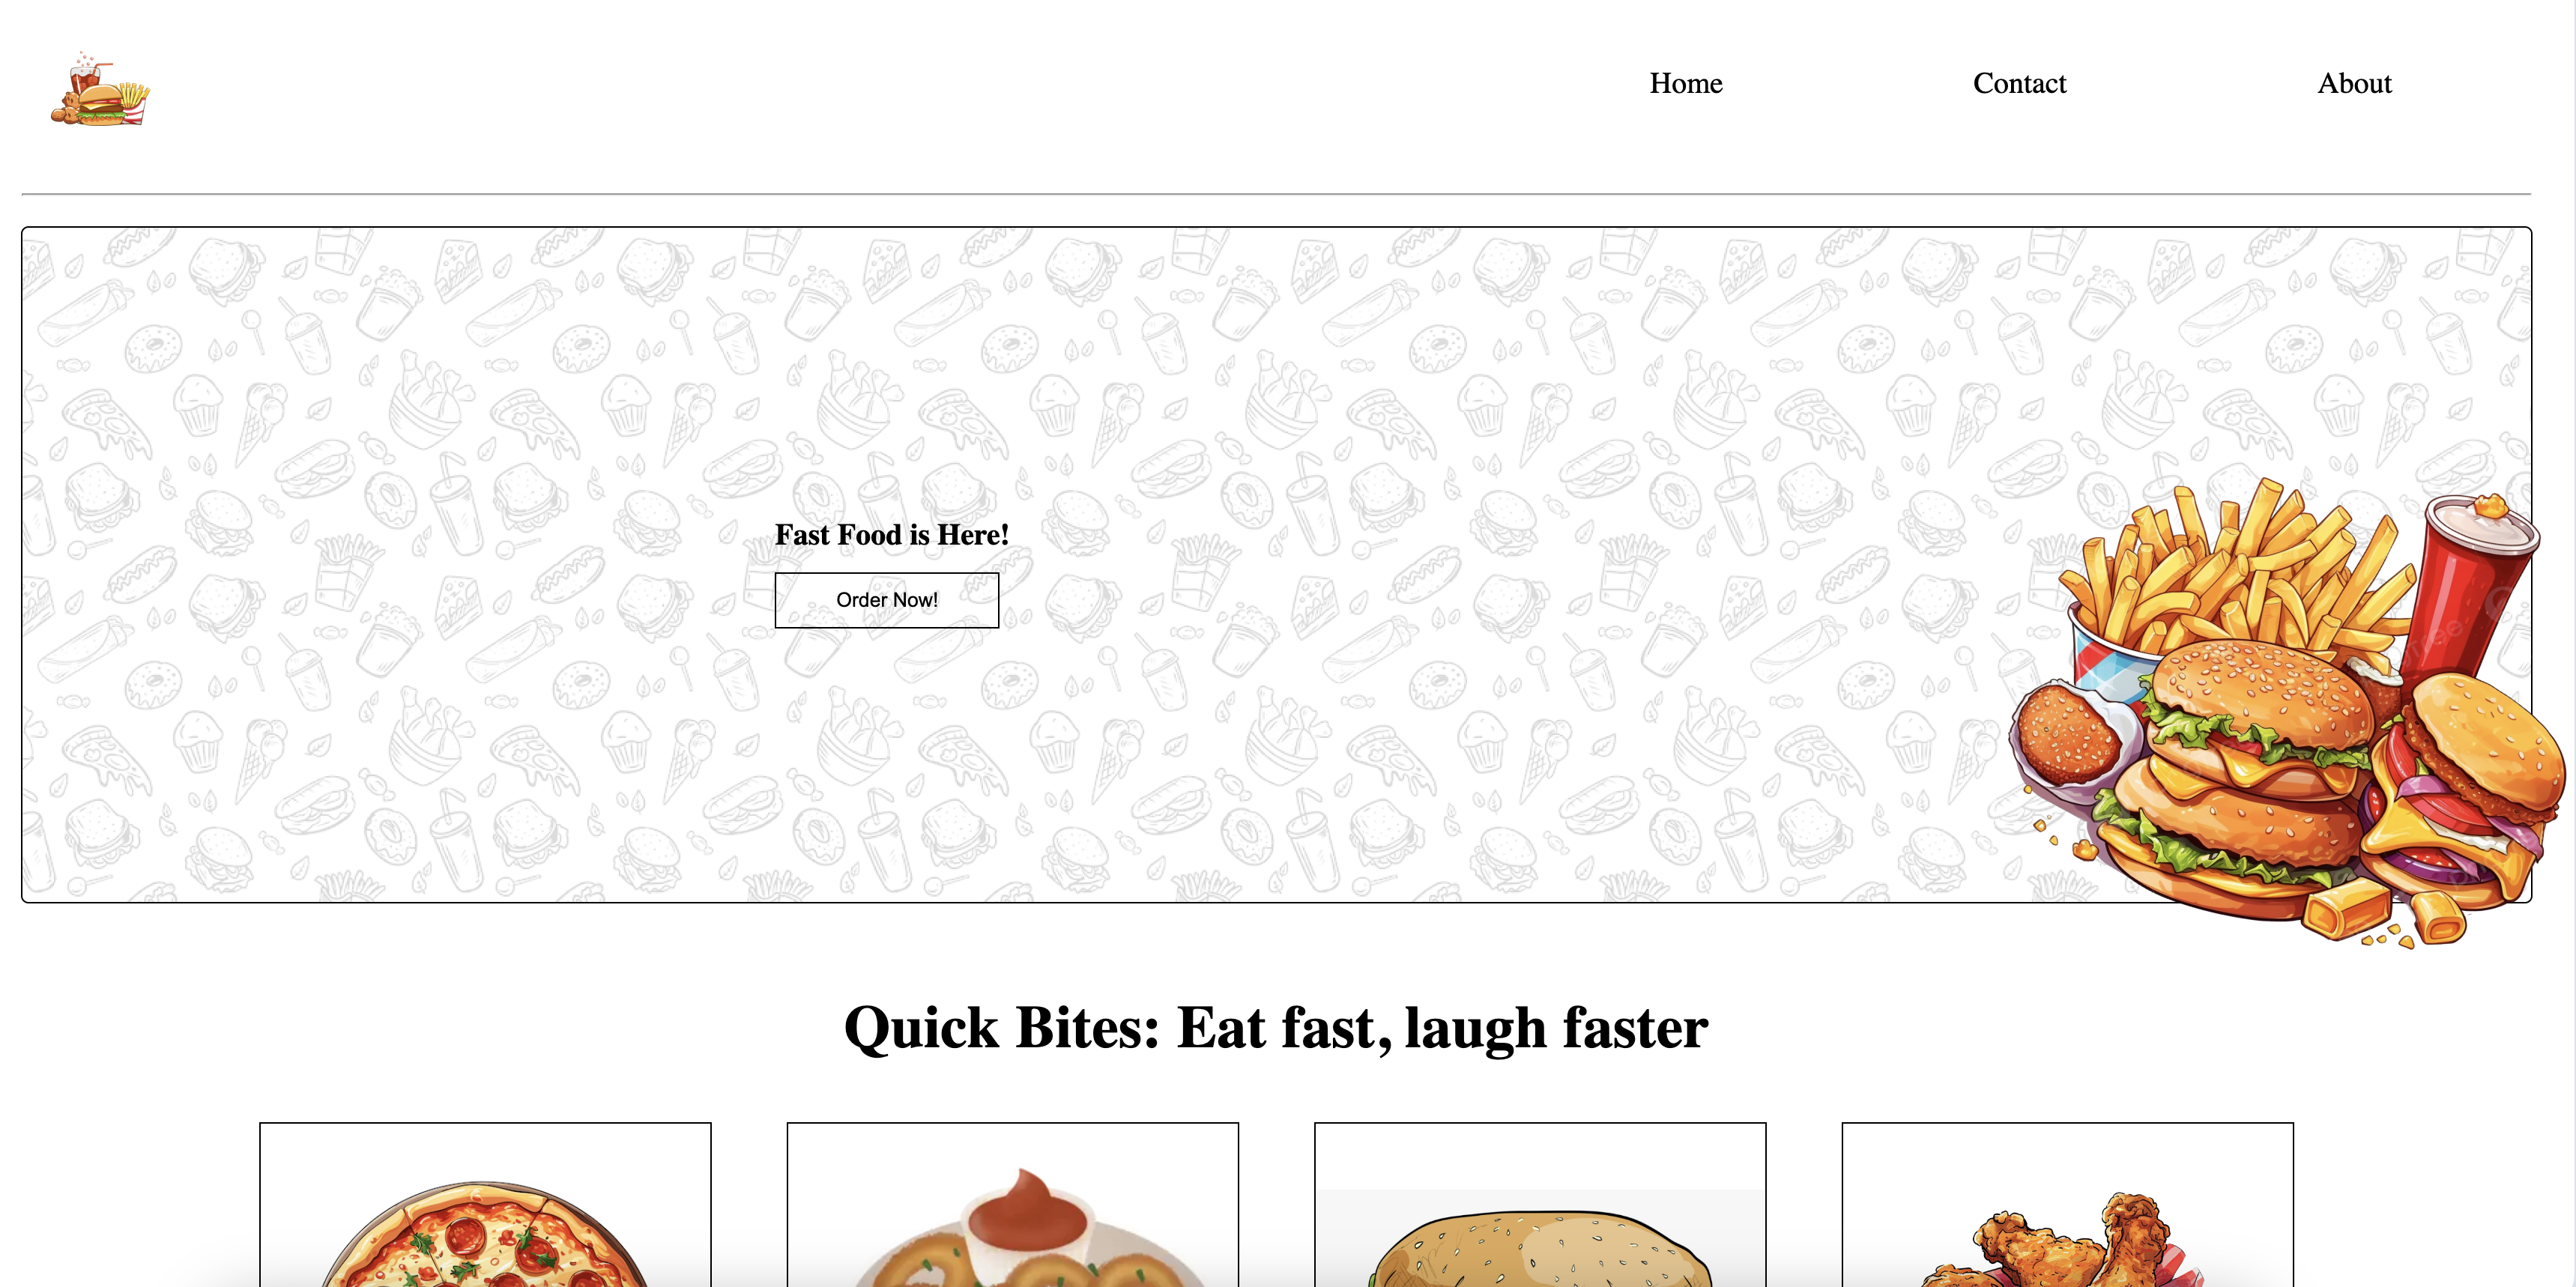 Home
Contact
About
Fast Food is Here!
Order Now!
Quick Bites: Eat fast, laugh faster